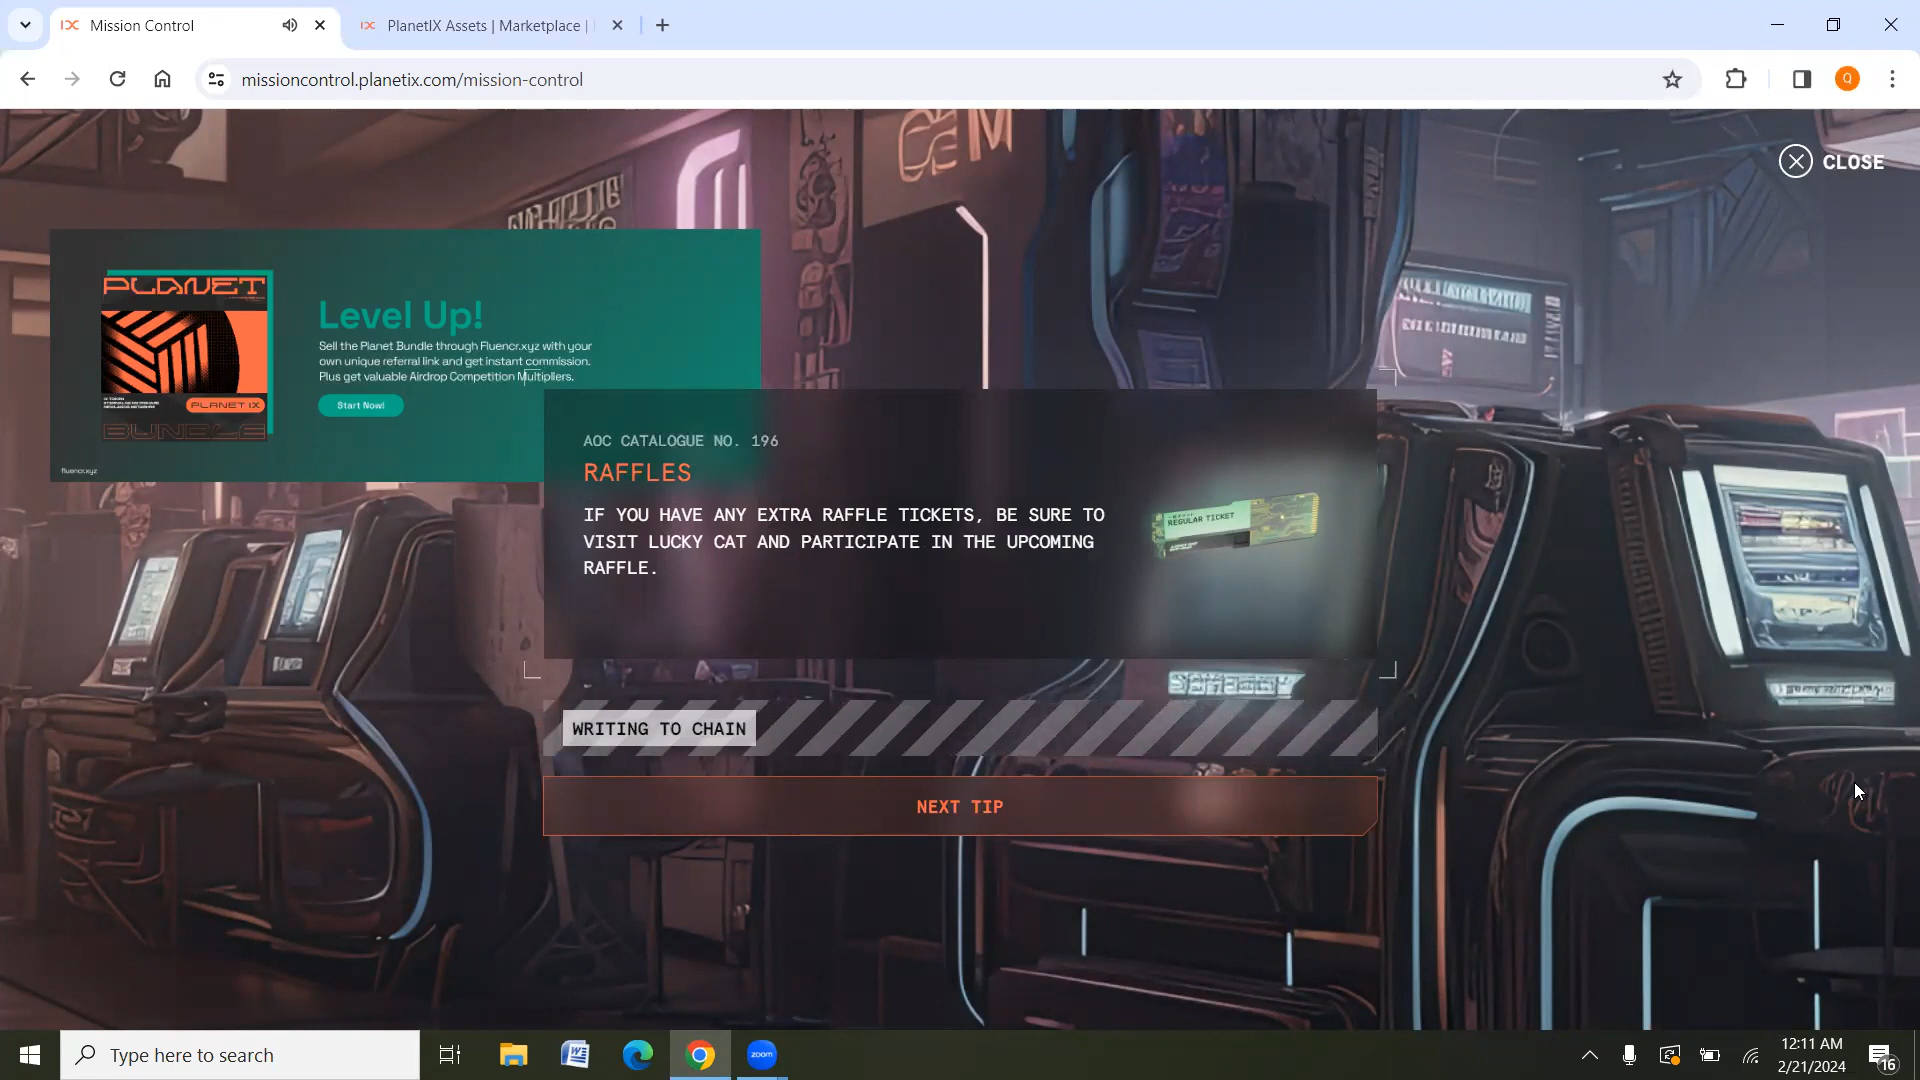 Mission Control
PlanetIX Assets | Marketplace |
missioncontrol.planetix.com/mission-control
Q
CLOSE
PLANET
PLANET IX
BUNDLE
Level Up!
Sell the Planet Bundle through Fluencr.xyz with your
own unique referral link and get instant commission.
Plus get valuable Airdrop Competition Multipliers.
Start Now!
fluencr.xyz
AOC CATALOGUE NO. 196
RAFFLES
IF YOU HAVE ANY EXTRA RAFFLE TICKETS, BE SURE TO
VISIT LUCKY CAT AND PARTICIPATE IN THE UPCOMING
RAFFLE.
REGULAR TICKET
WRITING TO CHAIN
NEXT TIP
Type here to search
zoom
12:11 AM
2/21/2024
16